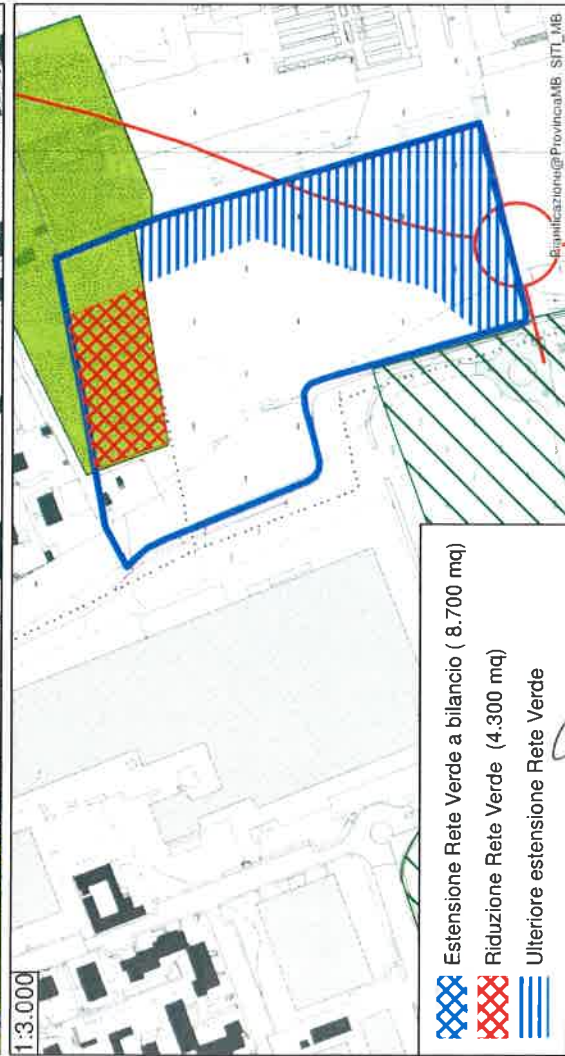 1:3.000
Estensione Rete Verde a bilancio ( 8.700 mq)
Riduzione Rete Verde (4.300 mq)
Ulteriore estensione Rete Verde
Pianificazione@ProvinciaMB SITI_MB